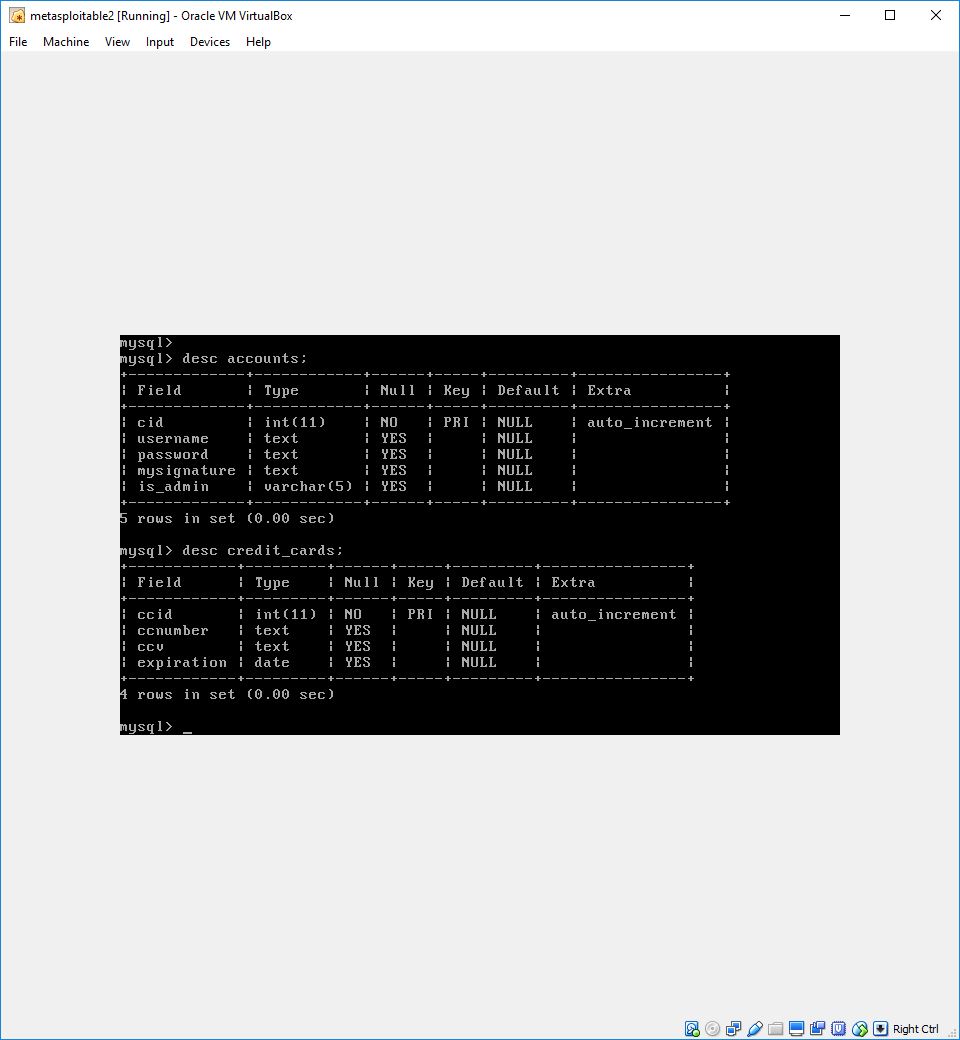 metasploitable2 [Running] - Oracle VM VirtualBox
File Machine View Input Devices Help
mysql>
mysql> desc accounts;
+-------------+------------+------+-----+---------+----------------+
| Field       | Type       | Null | Key | Default | Extra          |
+-------------+------------+------+-----+---------+----------------+
| cid         | int(11)    | NO   | PRI | NULL    | auto_increment |
| username    | text       | YES  |     | NULL    |                |
| password    | text       | YES  |     | NULL    |                |
| mysignature | text       | YES  |     | NULL    |                |
| is_admin    | varchar(5) | YES  |     | NULL    |                |
+-------------+------------+------+-----+---------+----------------+
5 rows in set (0.00 sec)
mysql> desc credit_cards;
+------------+---------+------+-----+---------+----------------+
| Field      | Type    | Null | Key | Default | Extra          |
+------------+---------+------+-----+---------+----------------+
| ccid       | int(11) | NO   | PRI | NULL    | auto_increment |
| ccnumber   | text    | YES  |     | NULL    |                |
| ccv        | text    | YES  |     | NULL    |                |
| expiration | date    | YES  |     | NULL    |                |
+------------+---------+------+-----+---------+----------------+
4 rows in set (0.00 sec)
mysql> _
Right Ctrl